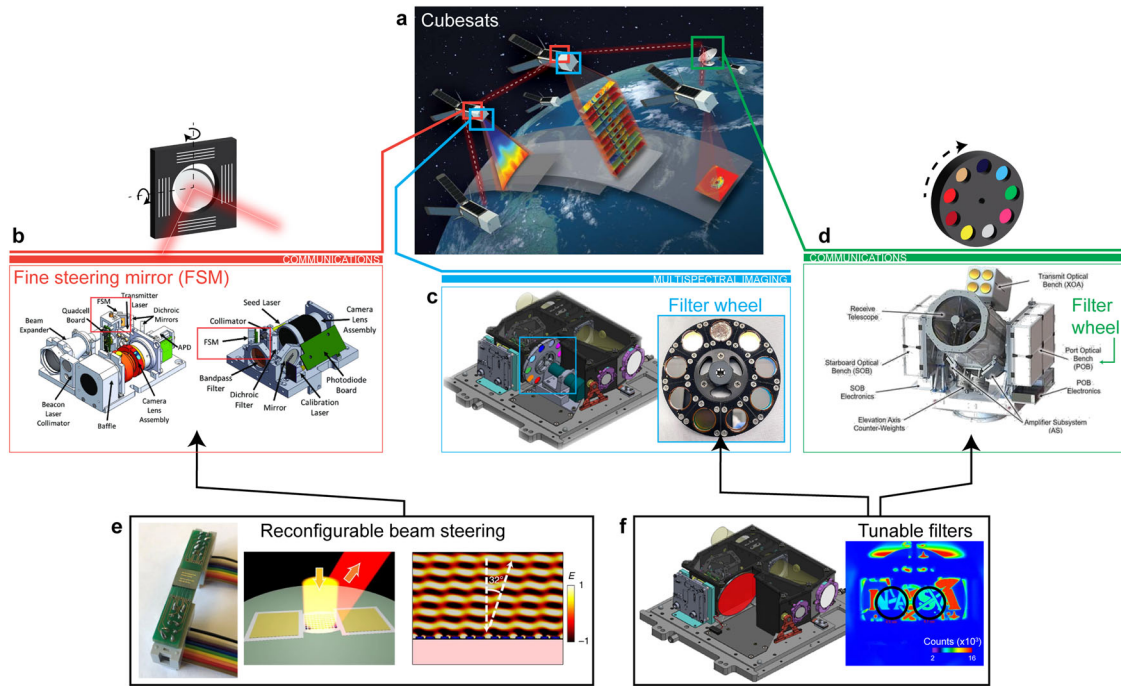 a
Cubesats
b
COMMUNICATIONS
Fine steering mirror (FSM)
FSM
Transmitter
Laser
Quadcell
Board
Dichroic
Mirrors
Beam
Expander
APD
Beacon
Laser
Collimator
Baffle
Camera
Lens
Assembly
Seed Laser
Collimator
FSM
Camera
Lens
Assembly
Bandpass
Filter
Dichroic
Filter
Mirror
Calibration
Laser
Photodiode
Board
MULTISPECTRAL IMAGING
c
Filter wheel
d
COMMUNICATIONS
Transmit Optical
Bench (XOA)
Receive
Telescope
Filter
wheel
Port Optical
Bench (POB)
Starboard Optical
Bench (SOB)
SOB
Electronics
POB
Electronics
Elevation Axis
Counter-Weights
Amplifier Subsystem
(AS)
e
Reconfigurable beam steering
32°
E
1
−1
f
Tunable filters
Counts (x10³)
2
16